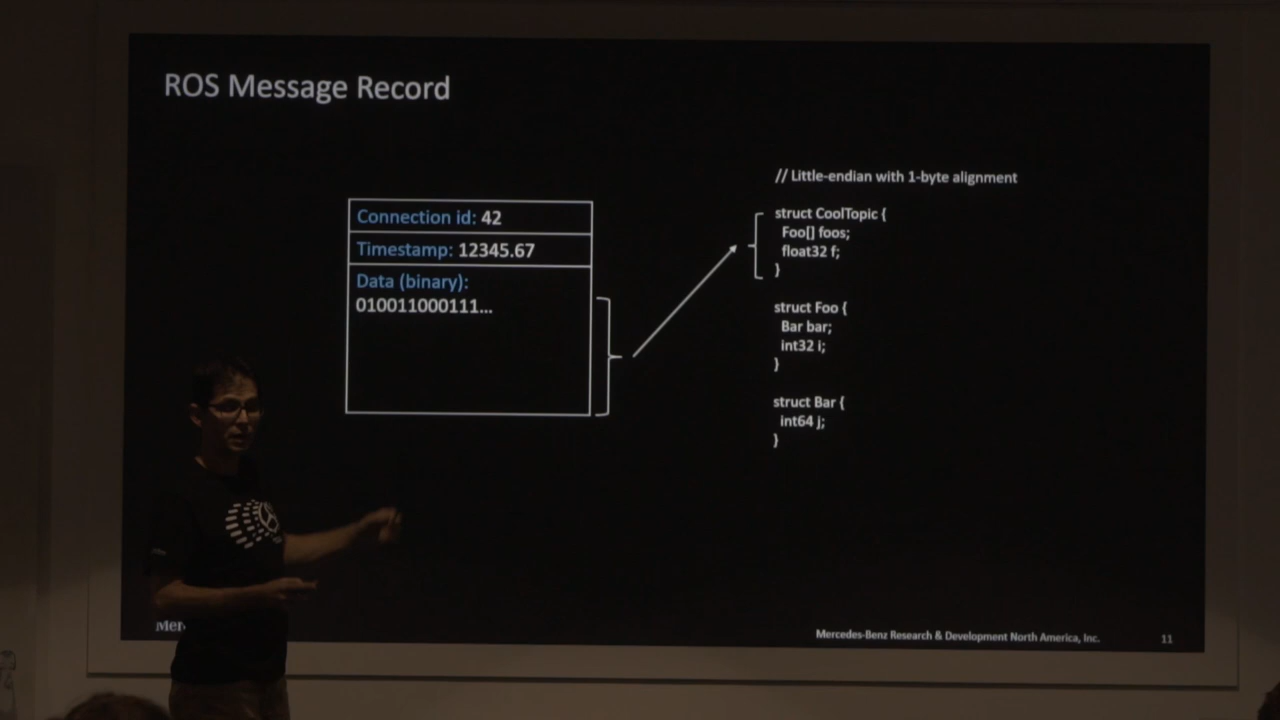 ROS Message Record
Connection id: 42
Timestamp: 12345.67
Data (binary):
010011000111...
// Little-endian with 1-byte alignment
struct CoolTopic {
Foo[] foos;
float32 f;
}
struct Foo {
Bar bar;
int32 i;
}
struct Bar {
int64 j;
}
Mer
Mercedes-Benz Research & Development North America, Inc.
11